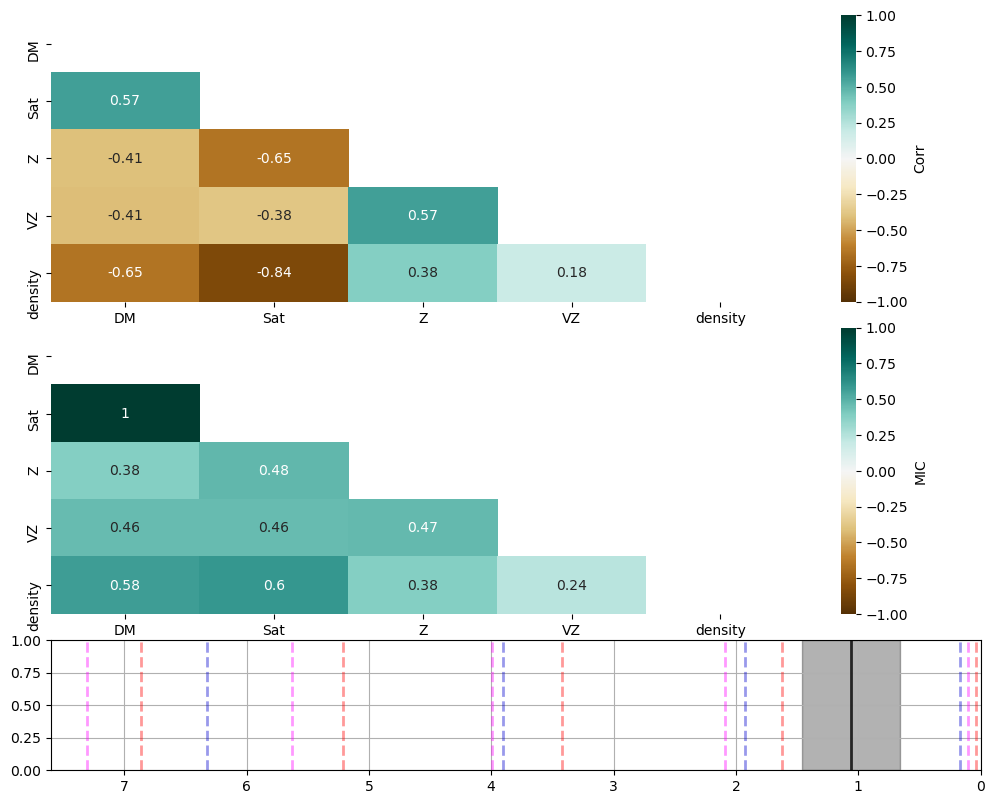 1.00
DM
0.75
Sat
0.57
0.50
0.25
Z
-0.41 -0.65
0.00
Corr
−0.25
VZ
-0.41 -0.38 0.57
−0.50
density
-0.65 -0.84 0.38 0.18
−0.75
−1.00
DM Sat Z VZ density
1.00
DM
0.75
Sat
1
0.50
0.25
Z
0.38 0.48
0.00
MIC
−0.25
VZ
0.46 0.46 0.47
−0.50
density
0.58 0.6 0.38 0.24
−0.75
−1.00
DM Sat Z VZ density
1.00
0.75
0.50
0.25
0.00
7 6 5 4 3 2 1 0